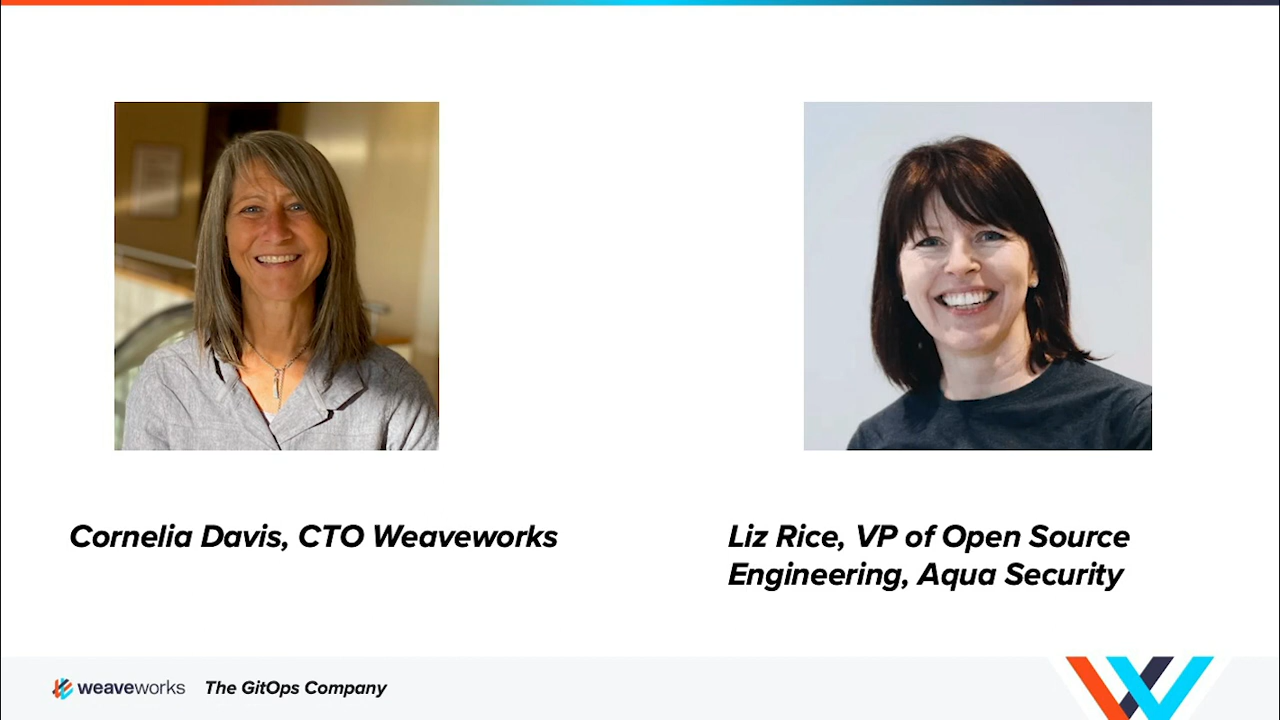 Cornelia Davis, CTO Weaveworks
Liz Rice, VP of Open Source
Engineering, Aqua Security
weaveworks The GitOps Company